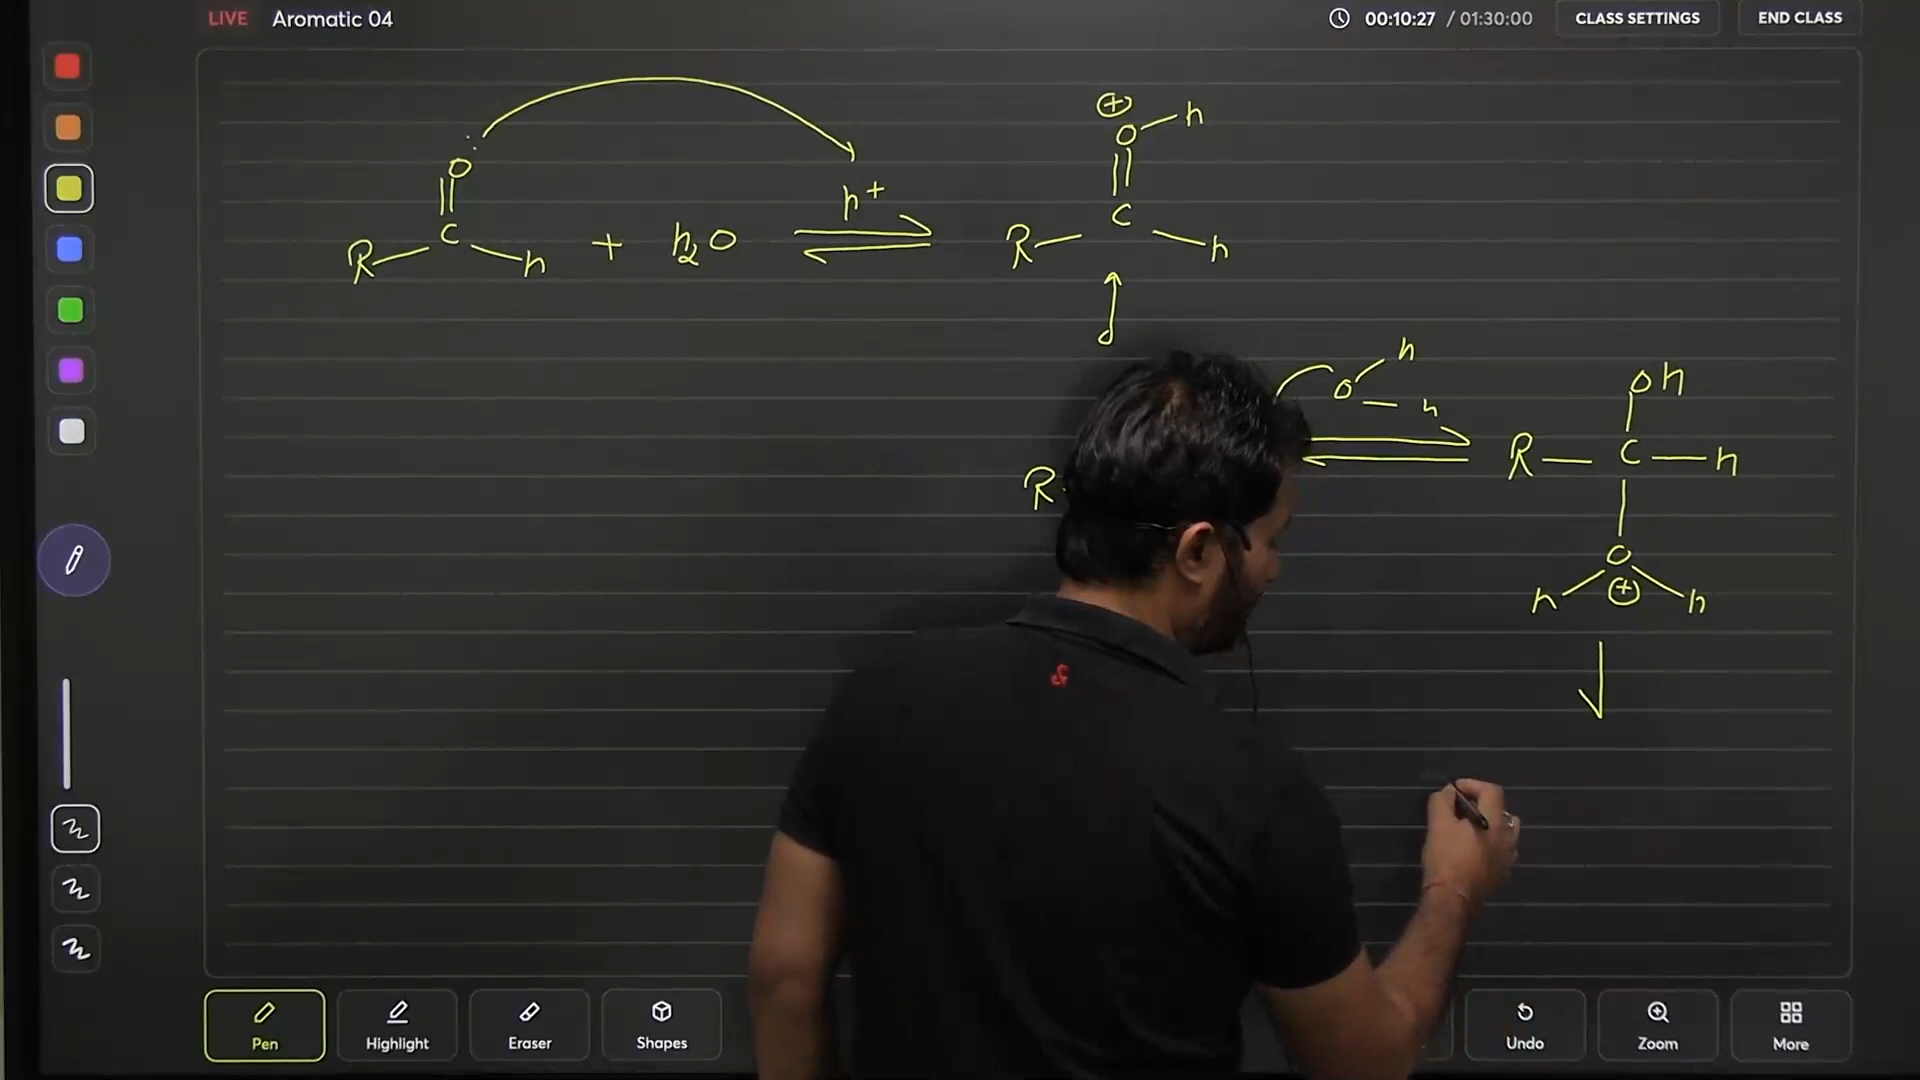 LIVE Aromatic 04 00:10:27 / 01:30:00 CLASS SETTINGS END CLASS
⊕
O h
O C
R C h + h2O h+ R h
O h
h
R
OH
R C h
O
h ⊕ h
Pen Highlight Eraser Shapes Undo Zoom More